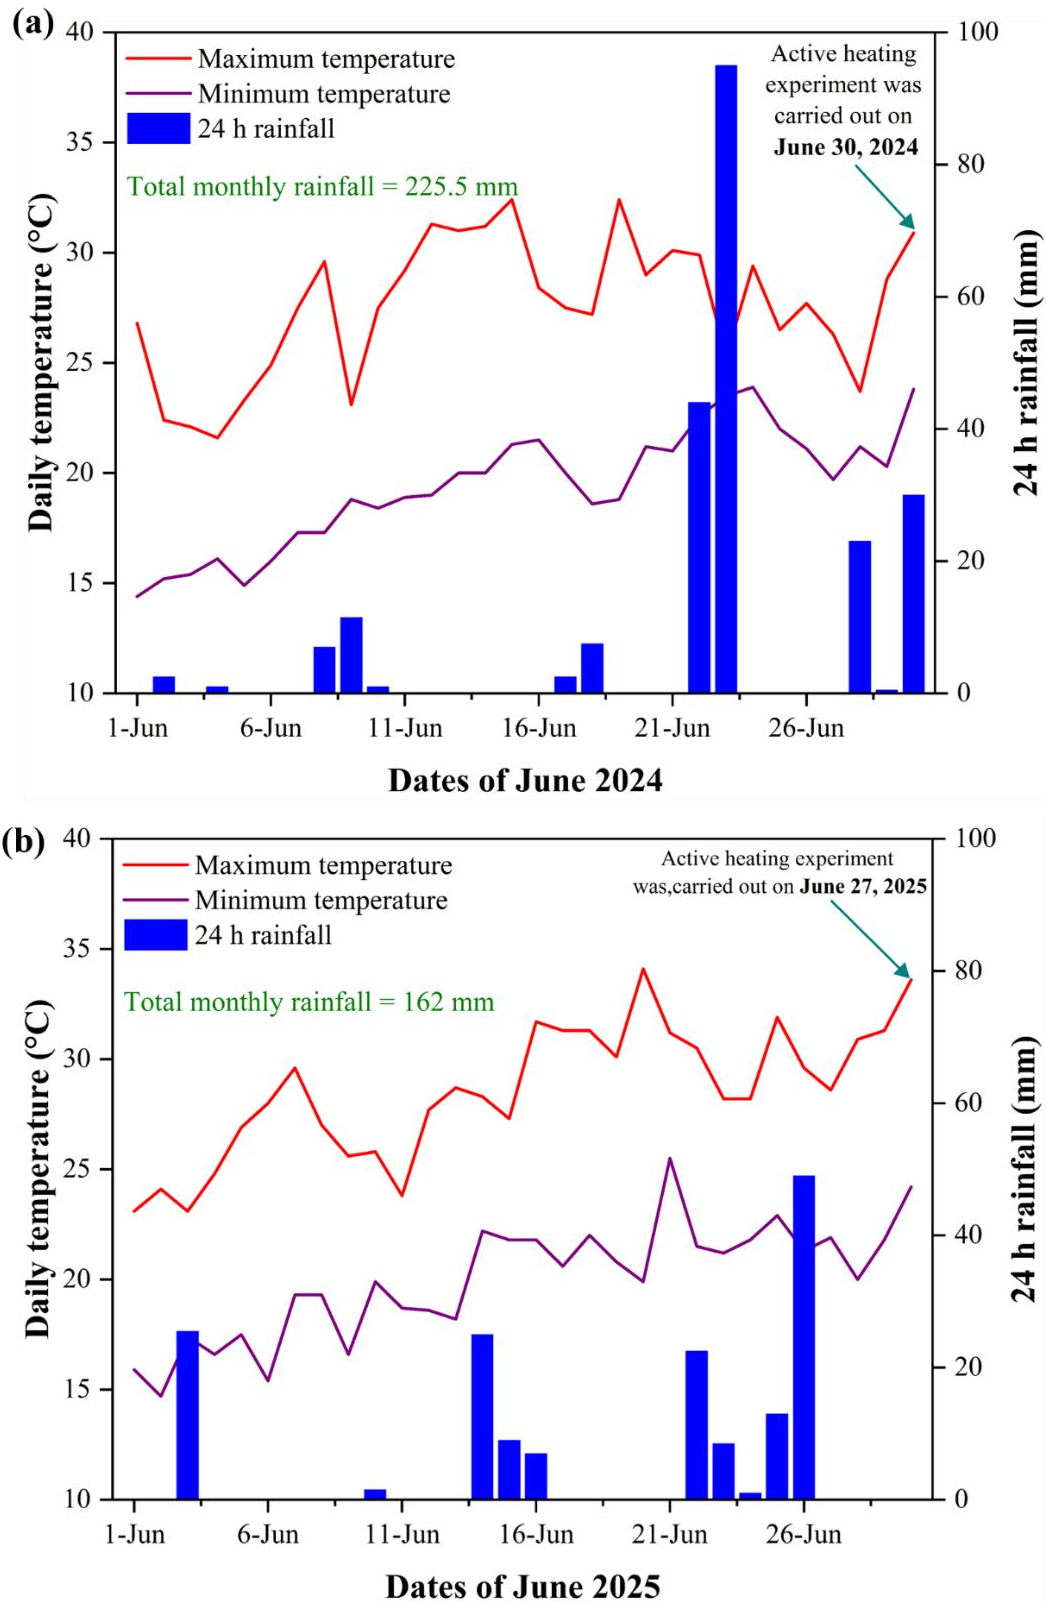 (a)
40
35
30
25
20
15
10
Daily temperature (°C)
Maximum temperature
Minimum temperature
24 h rainfall
Total monthly rainfall = 225.5 mm
Active heating
experiment was
carried out on
June 30, 2024
100
80
60
40
20
0
24 h rainfall (mm)
1-Jun 6-Jun 11-Jun 16-Jun 21-Jun 26-Jun
Dates of June 2024
(b)
40
35
30
25
20
15
10
Daily temperature (°C)
Maximum temperature
Minimum temperature
24 h rainfall
Total monthly rainfall = 162 mm
Active heating experiment
was,carried out on June 27, 2025
100
80
60
40
20
0
24 h rainfall (mm)
1-Jun 6-Jun 11-Jun 16-Jun 21-Jun 26-Jun
Dates of June 2025